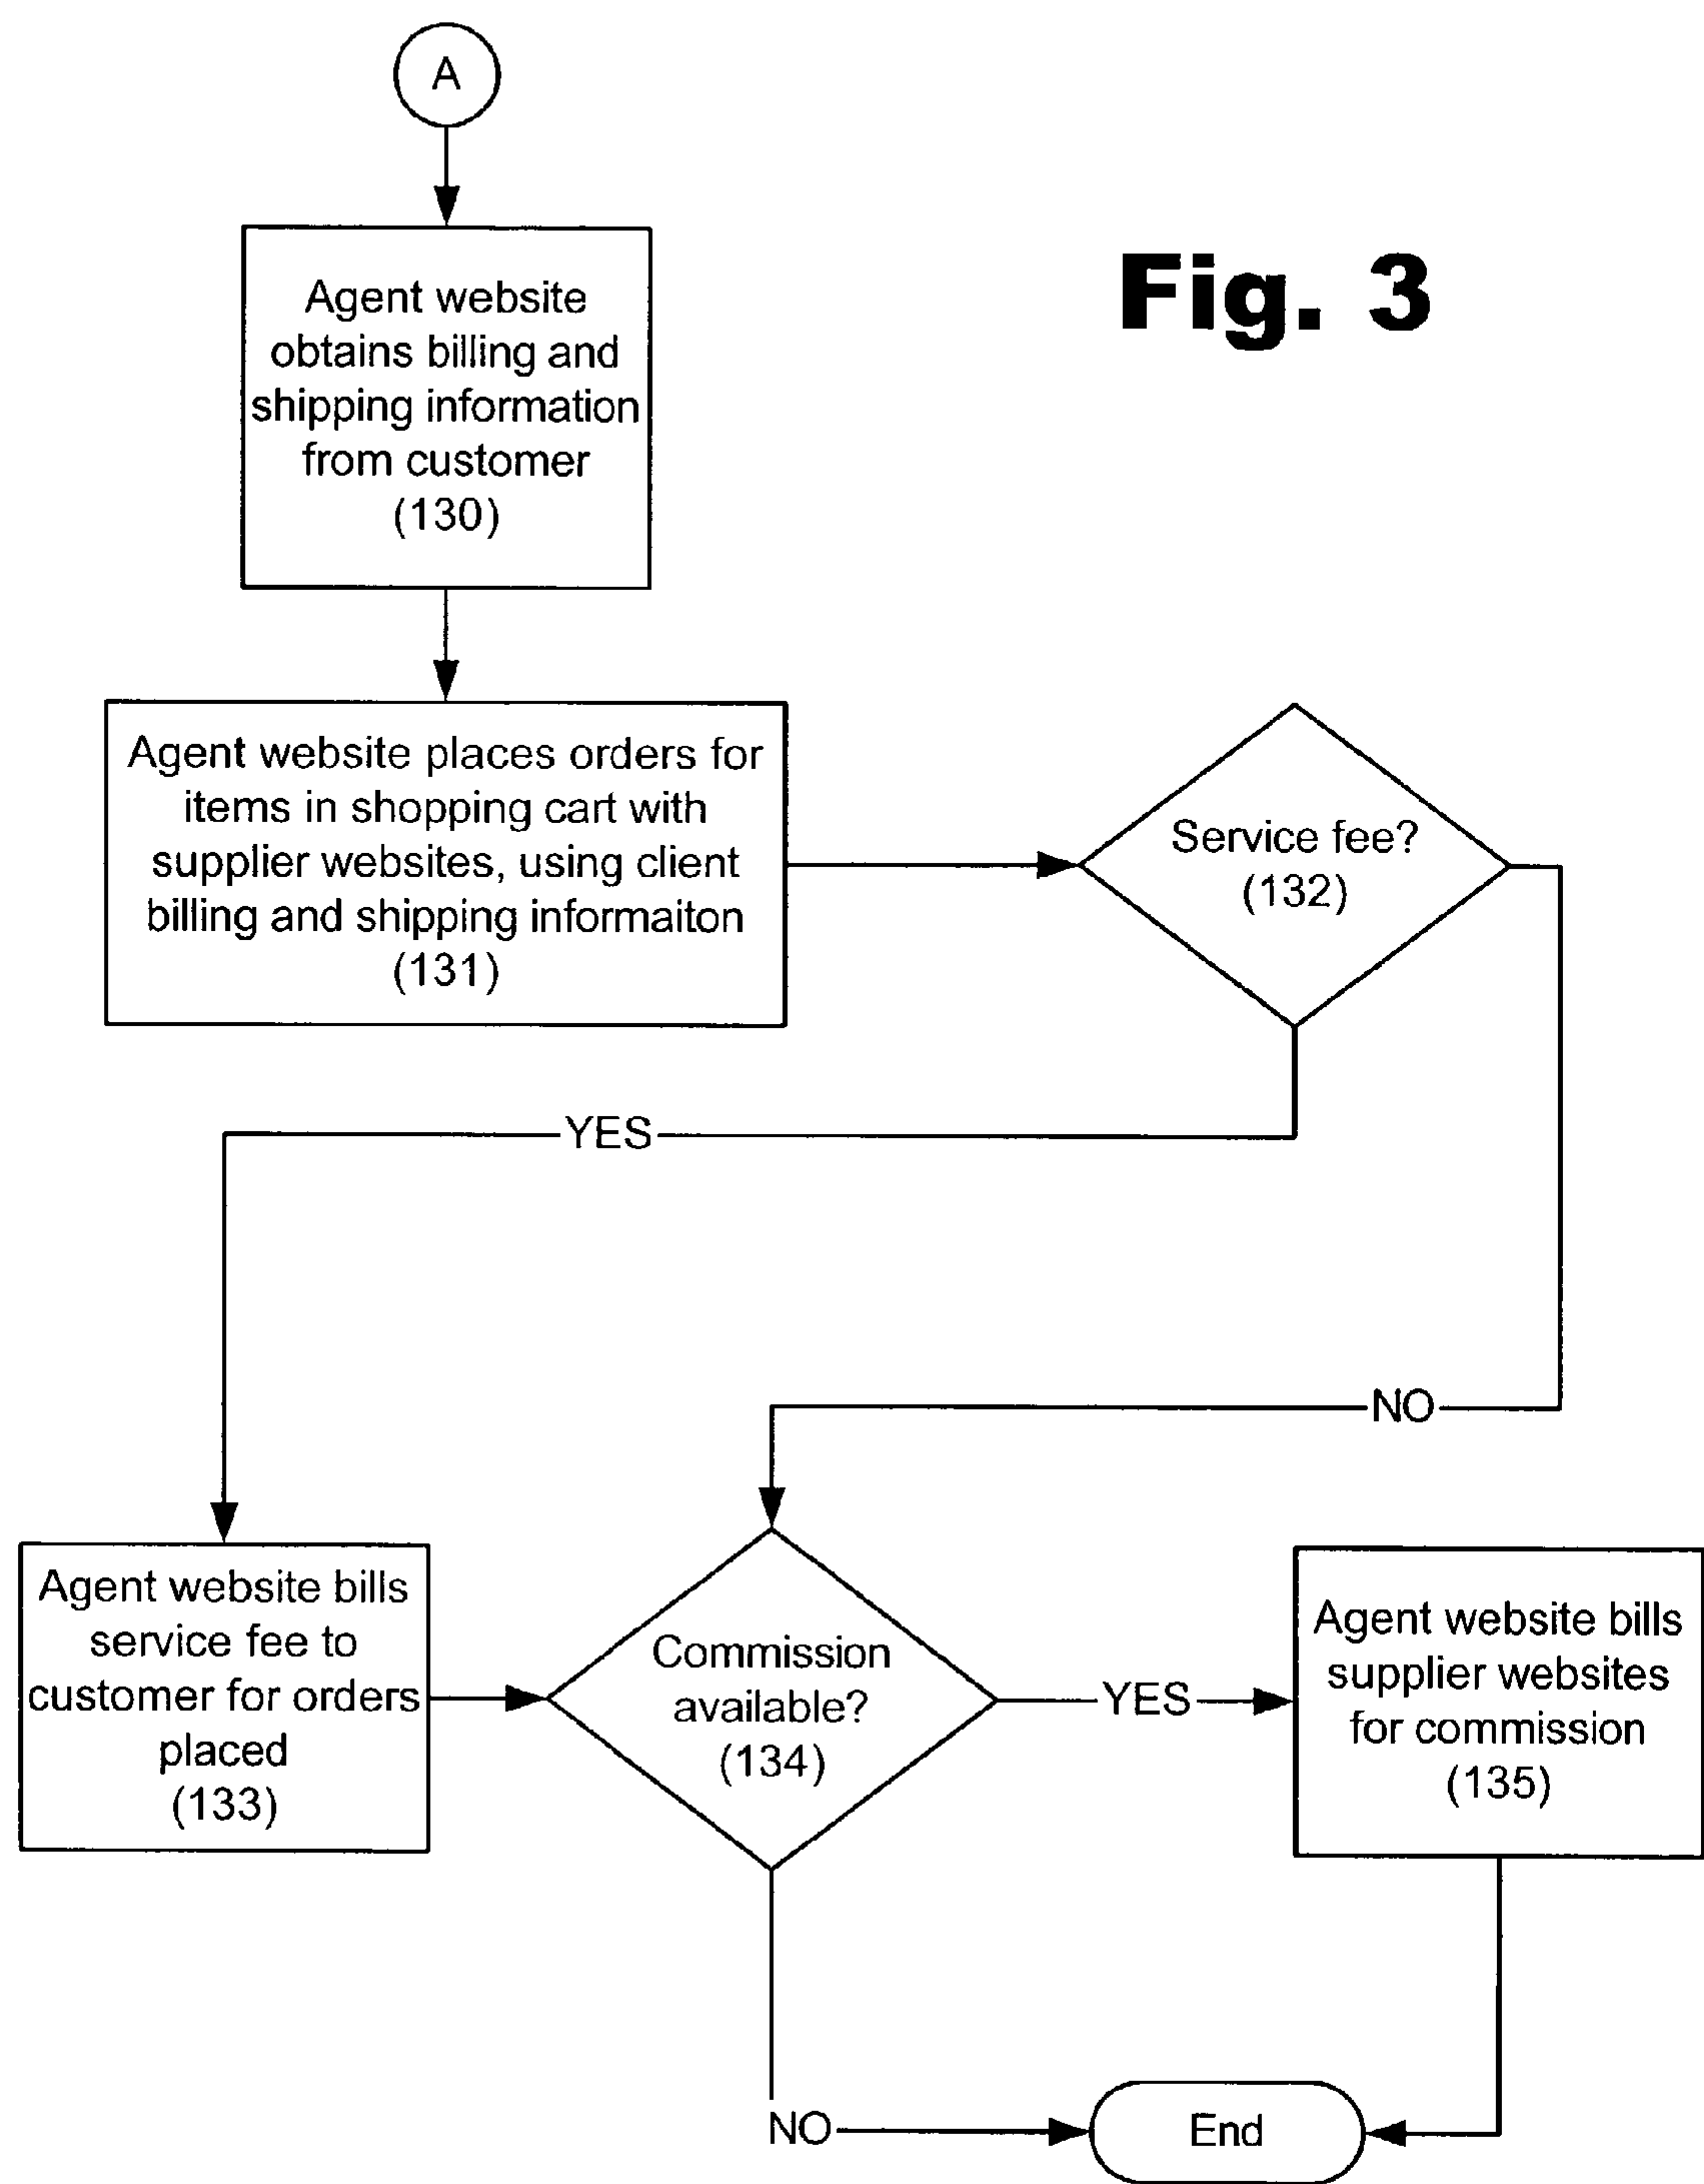 A
Fig. 3
Agent website
obtains billing and
shipping information
from customer
(130)
Agent website places orders for
items in shopping cart with
supplier websites, using client
billing and shipping informaiton
(131)
Service fee?
(132)
YES
NO
Agent website bills
service fee to
customer for orders
placed
(133)
Commission
available?
(134)
YES
Agent website bills
supplier websites
for commission
(135)
NO
End